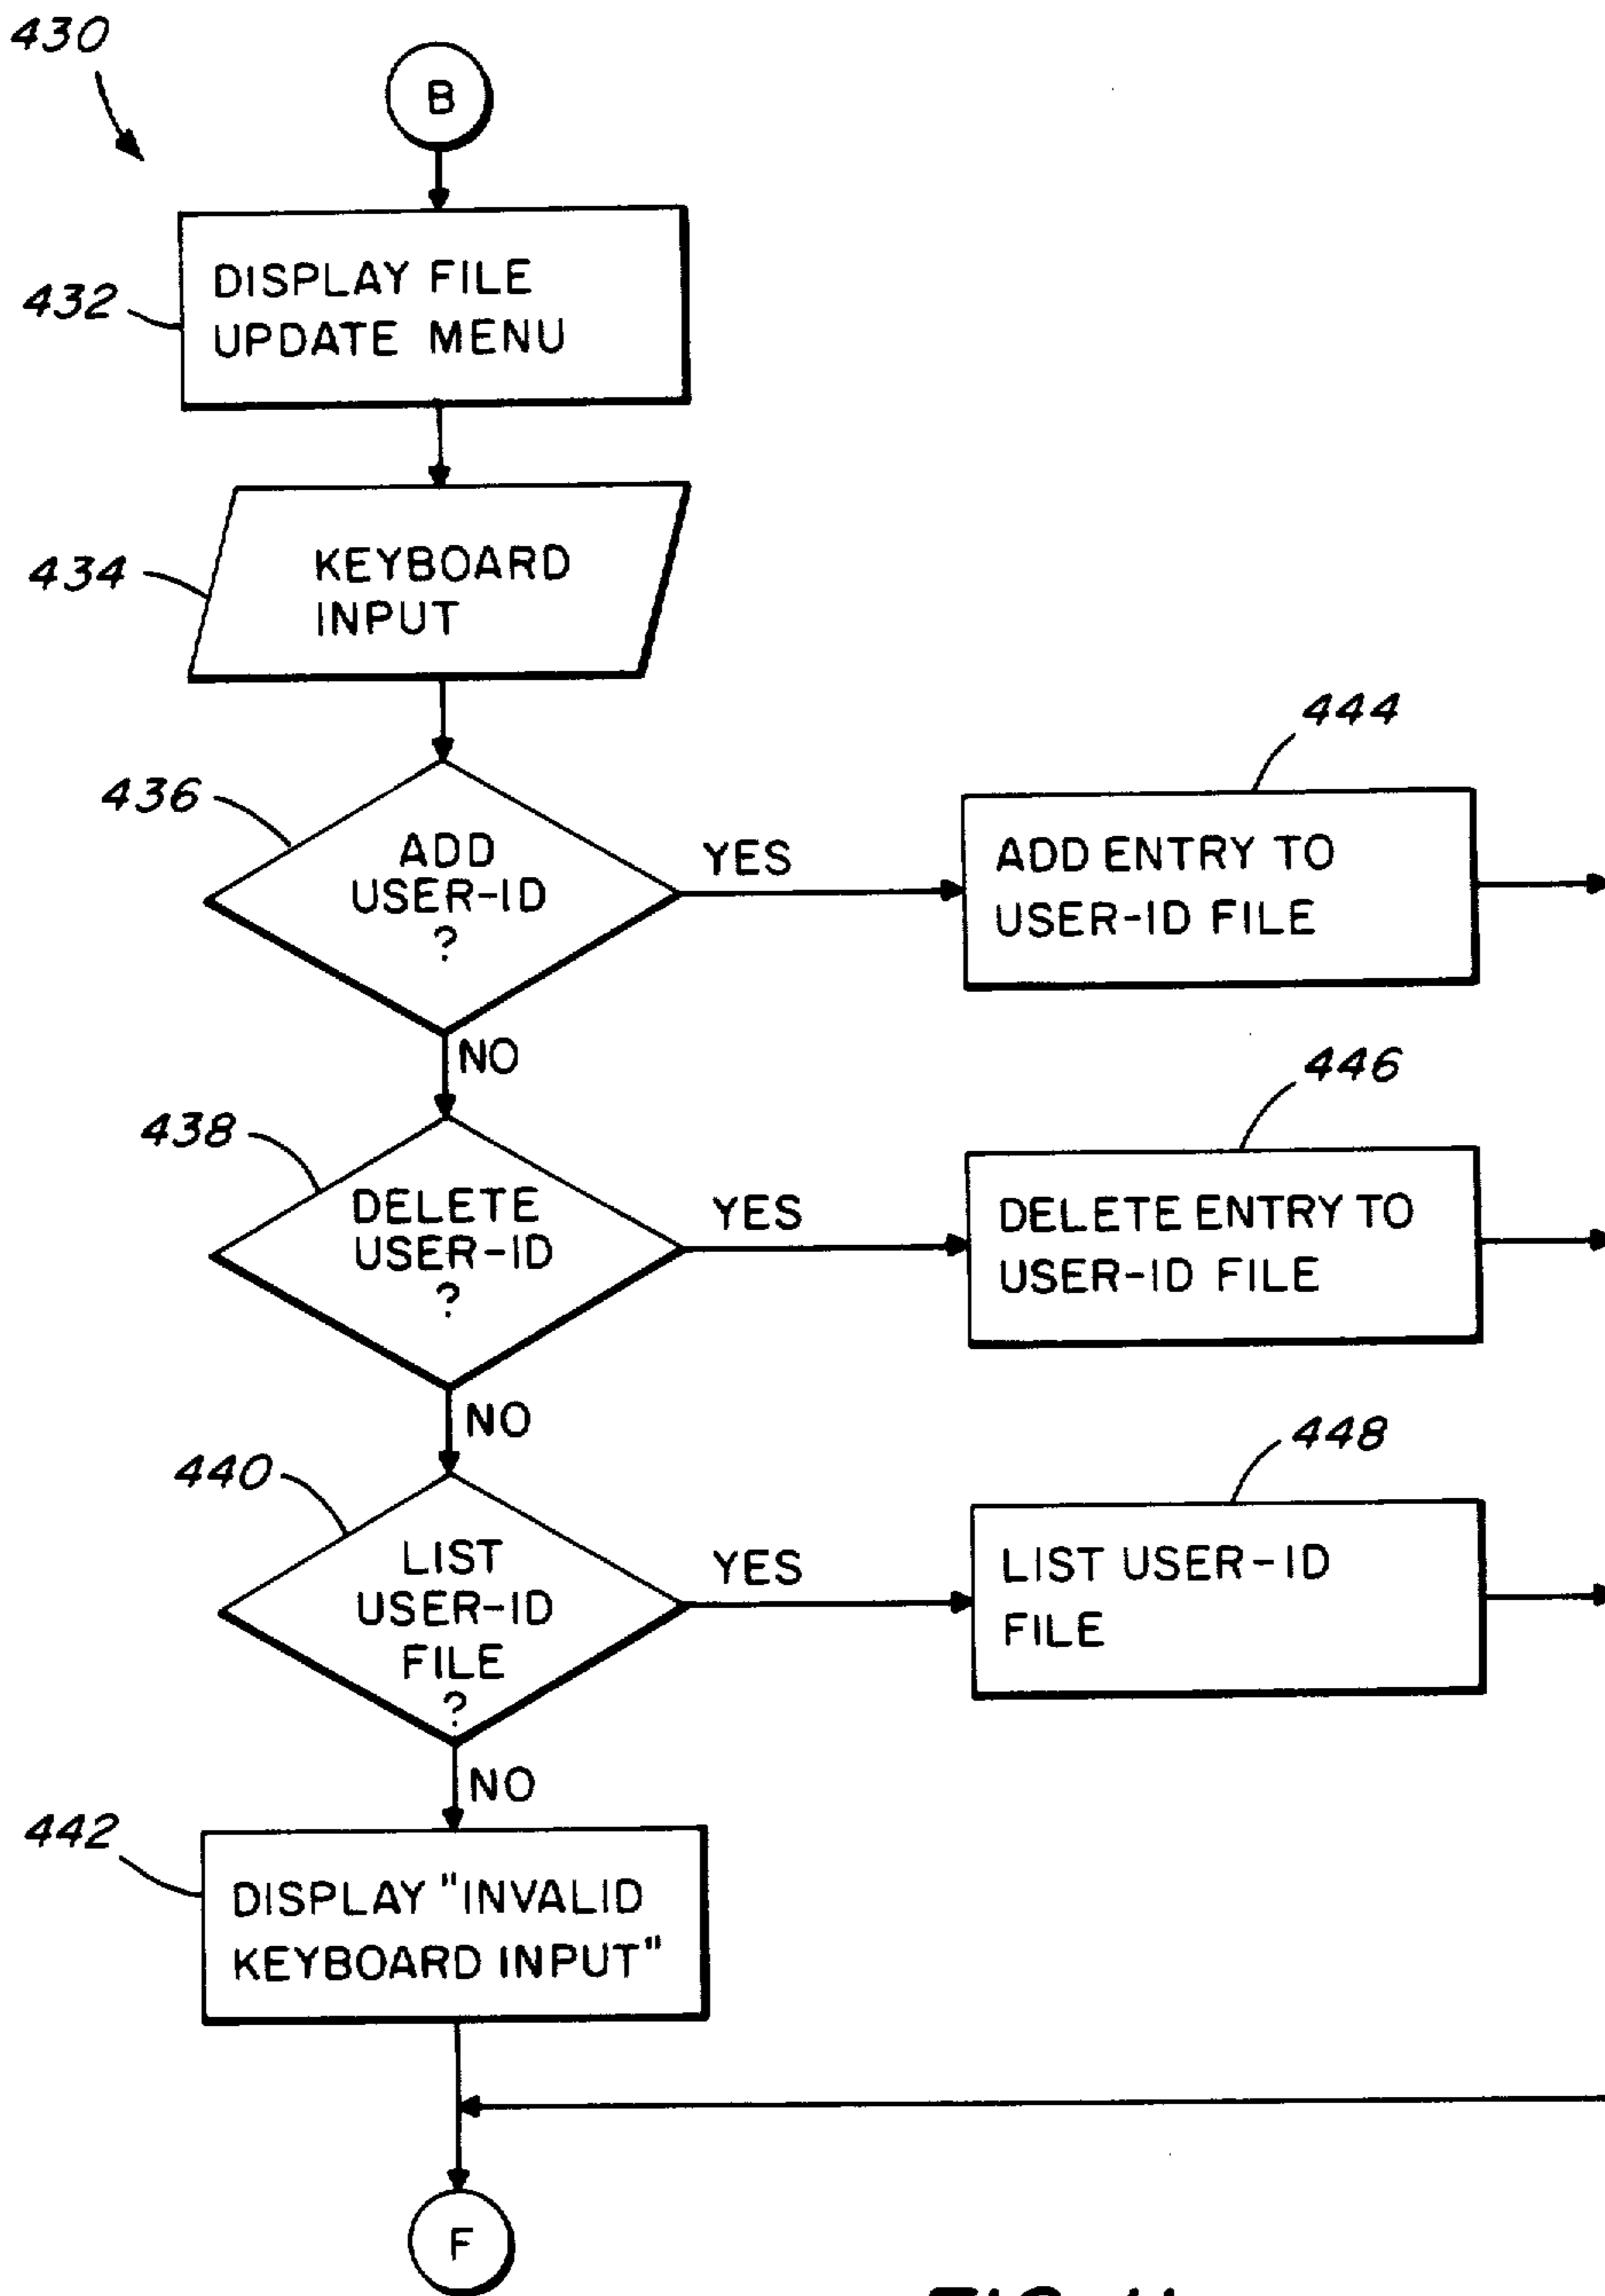 430
B
432
DISPLAY FILE
UPDATE MENU
434
KEYBOARD
INPUT
436
ADD
USER-ID
?
YES
444
ADD ENTRY TO
USER-ID FILE
NO
438
DELETE
USER-ID
?
YES
446
DELETE ENTRY TO
USER-ID FILE
NO
440
LIST
USER-ID
FILE
?
YES
448
LIST USER-ID
FILE
NO
442
DISPLAY "INVALID
KEYBOARD INPUT"
F